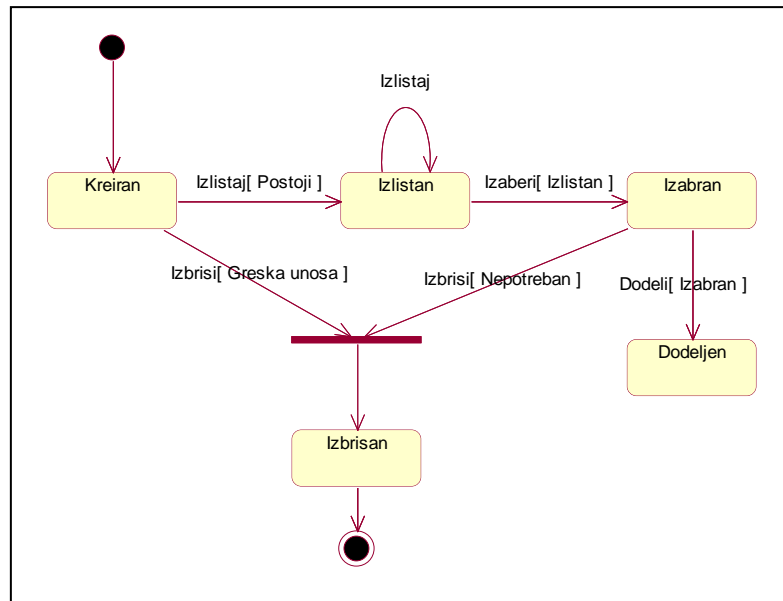 Izlistaj
Kreiran
Izlistaj[ Postoji ]
Izlistan
Izaberi[ Izlistan ]
Izabran
Izbrisi[ Greska unosa ]
Izbrisi[ Nepotreban ]
Dodeli[ Izabran ]
Dodeljen
Izbrisan